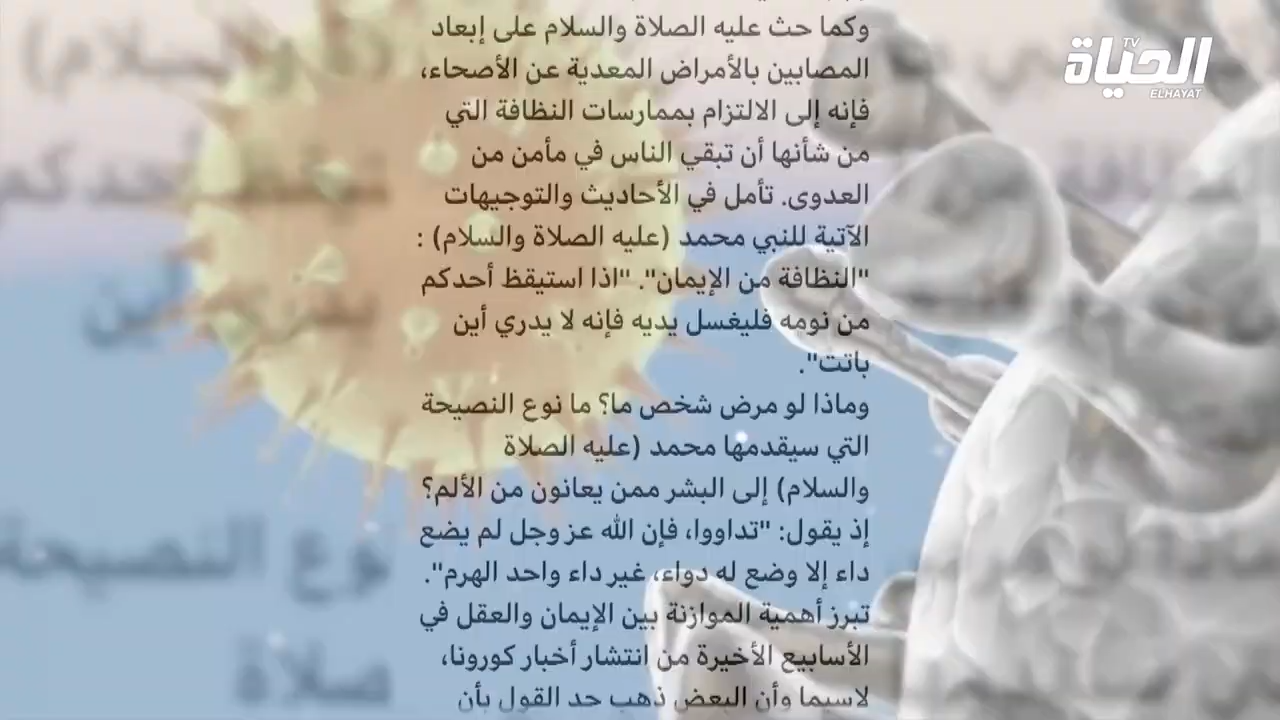 وكما حث عليه الصلاة والسلام على إبعاد
المصابين بالأمراض المعدية عن الأصحاء،
فإنه إلى الالتزام بممارسات النظافة التي
من شأنها أن تبقي الناس في مأمن من
العدوى. تأمل في الأحاديث والتوجيهات
الآتية للنبي محمد (عليه الصلاة والسلام) :
"النظافة من الإيمان". "اذا استيقظ أحدكم
من نومه فليغسل يديه فإنه لا يدري أين
باتت".
وماذا لو مرض شخص ما؟ ما نوع النصيحة
التي سيقدمها محمد (عليه الصلاة
والسلام) إلى البشر ممن يعانون من الألم؟
إذ يقول: "تداووا، فإن الله عز وجل لم يضع
داء إلا وضع له دواء، غير داء واحد الهرم".
تبرز أهمية الموازنة بين الإيمان والعقل في
الأسابيع الأخيرة من انتشار أخبار كورونا،
لاسيما وأن البعض ذهب حد القول بأن
الحياة TV
ELHAYAT
نوع النصيحة
صلاة